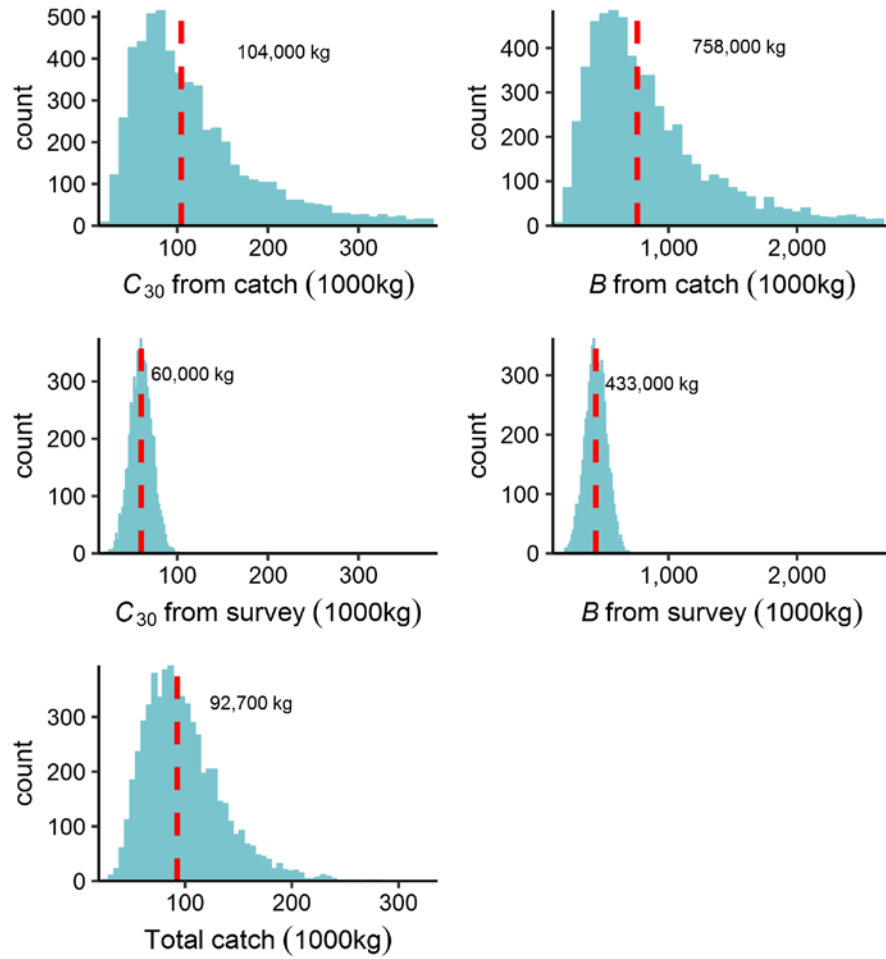 500
400
300
200
100
0
count
104,000 kg
100 200 300
C30 from catch (1000kg)
400
300
200
100
0
count
758,000 kg
1,000 2,000
B from catch (1000kg)
300
200
100
0
count
60,000 kg
100 200 300
C30 from survey (1000kg)
300
200
100
0
count
433,000 kg
1,000 2,000
B from survey (1000kg)
300
200
100
0
count
92,700 kg
100 200 300
Total catch (1000kg)